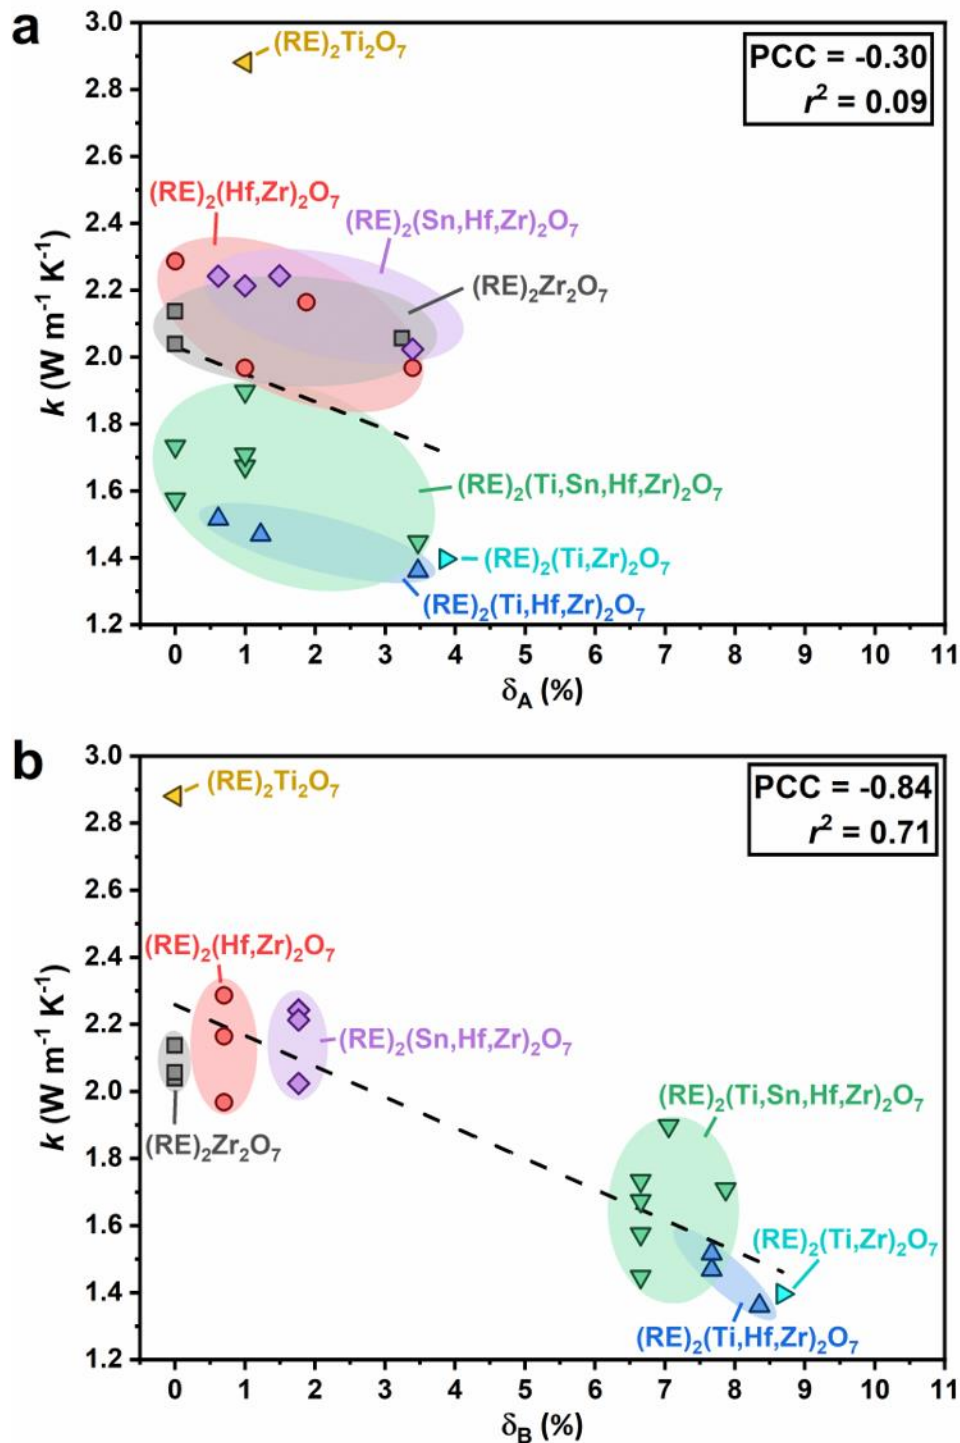 a
(RE)₂Ti₂O₇
PCC = -0.30
r² = 0.09
(RE)₂(Hf,Zr)₂O₇
(RE)₂(Sn,Hf,Zr)₂O₇
(RE)₂Zr₂O₇
(RE)₂(Ti,Sn,Hf,Zr)₂O₇
(RE)₂(Ti,Zr)₂O₇
(RE)₂(Ti,Hf,Zr)₂O₇
3.0
2.8
2.6
2.4
2.2
2.0
1.8
1.6
1.4
1.2
k (W m⁻¹ K⁻¹)
0 1 2 3 4 5 6 7 8 9 10 11
δA (%)
b
(RE)₂Ti₂O₇
PCC = -0.84
r² = 0.71
(RE)₂(Hf,Zr)₂O₇
(RE)₂(Sn,Hf,Zr)₂O₇
(RE)₂(Ti,Sn,Hf,Zr)₂O₇
(RE)₂Zr₂O₇
(RE)₂(Ti,Zr)₂O₇
(RE)₂(Ti,Hf,Zr)₂O₇
3.0
2.8
2.6
2.4
2.2
2.0
1.8
1.6
1.4
1.2
k (W m⁻¹ K⁻¹)
0 1 2 3 4 5 6 7 8 9 10 11
δB (%)